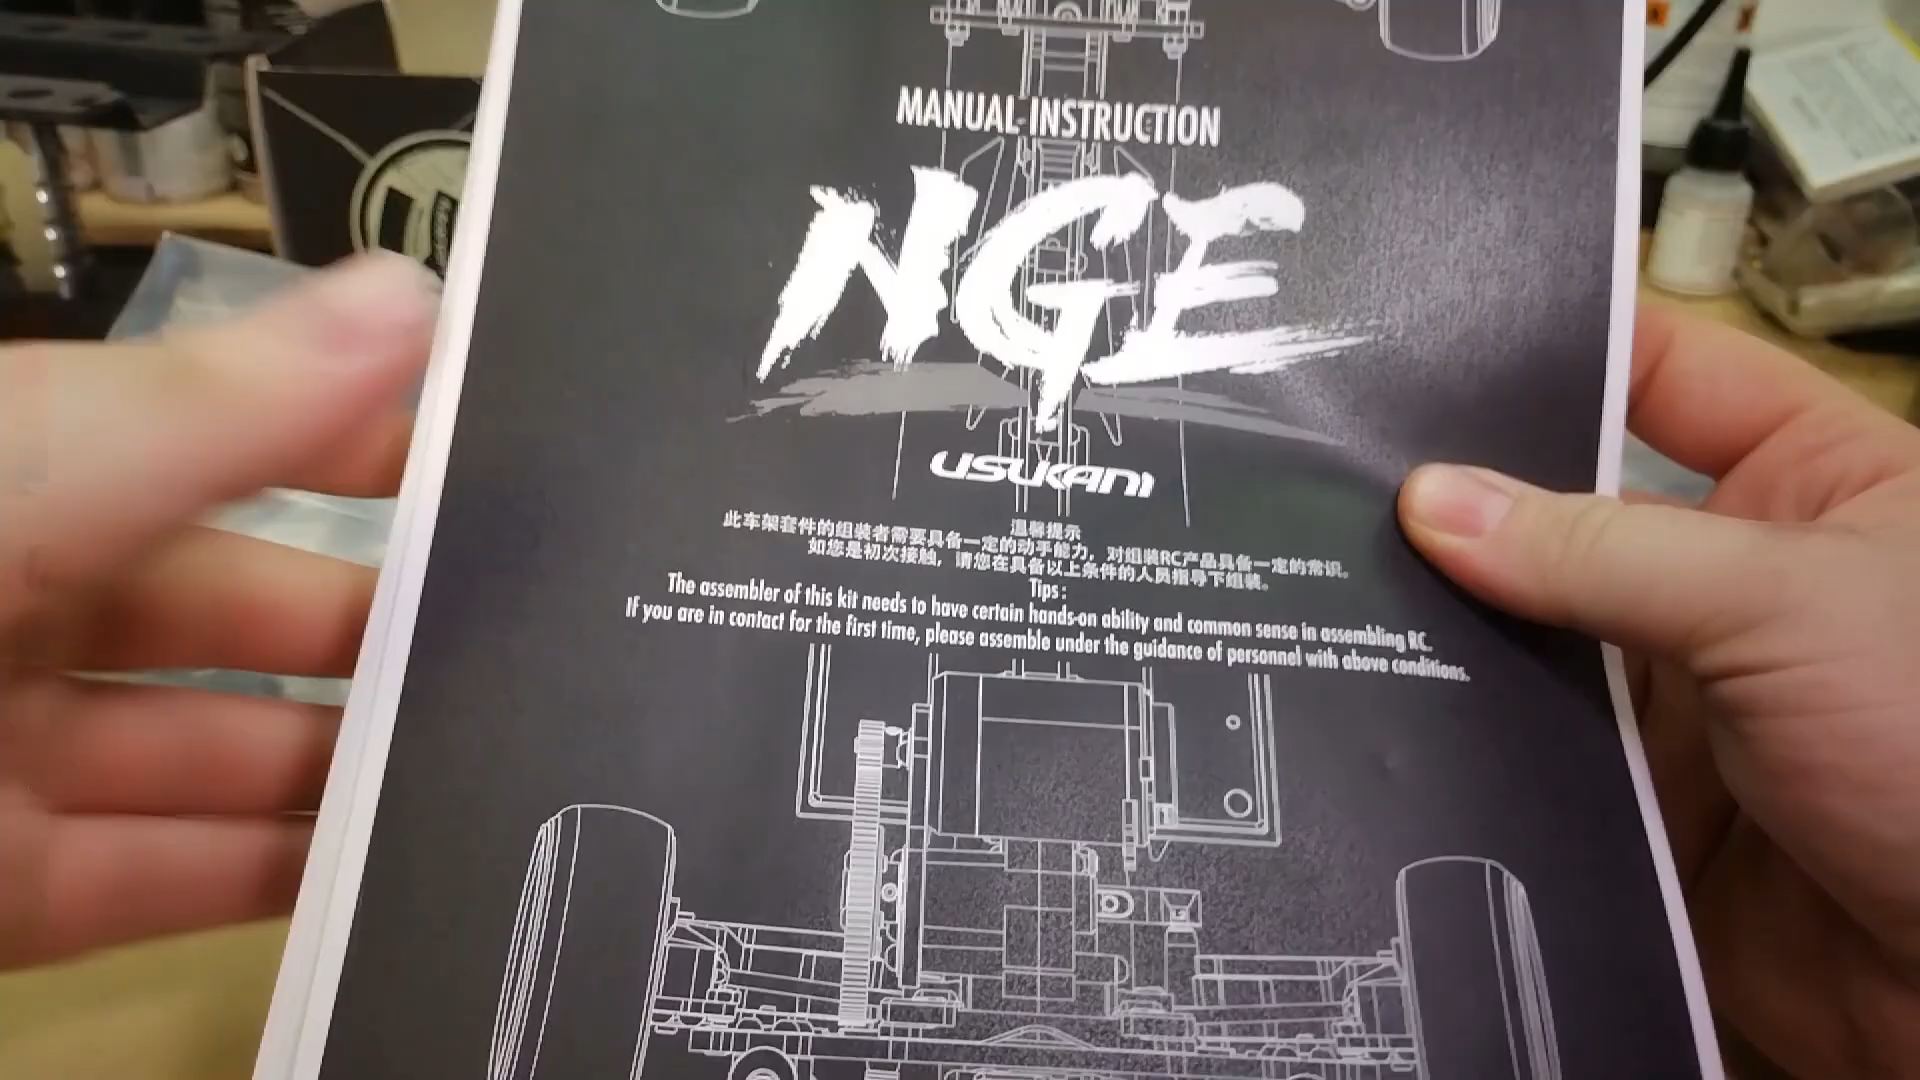 MANUAL INSTRUCTION
NGE
USUKANI
温馨提示
此车架套件的组装者需要具备一定的动手能力，对组装RC产品具备一定的常识。
如您是初次接触，请您在具备以上条件的人员指导下组装。
Tips:
The assembler of this kit needs to have certain hands-on ability and common sense in assembling RC.
If you are in contact for the first time, please assemble under the guidance of personnel with above conditions.